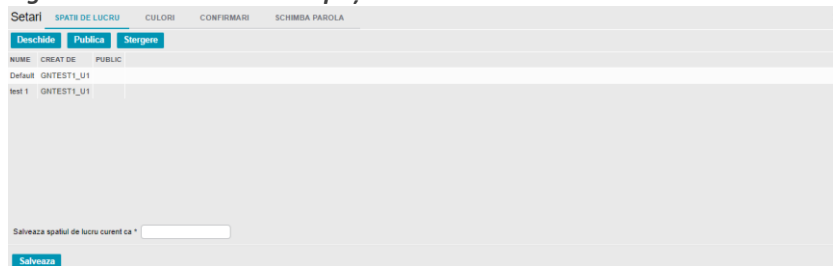 Setari SPATII DE LUCRU CULORI CONFIRMARI SCHIMBA PAROLA
Deschide Publica Stergere
NUME CREAT DE PUBLIC
Default GNTEST1_U1
test 1 GNTEST1_U1
Salveaza spatiul de lucru curent ca *
Salveaza